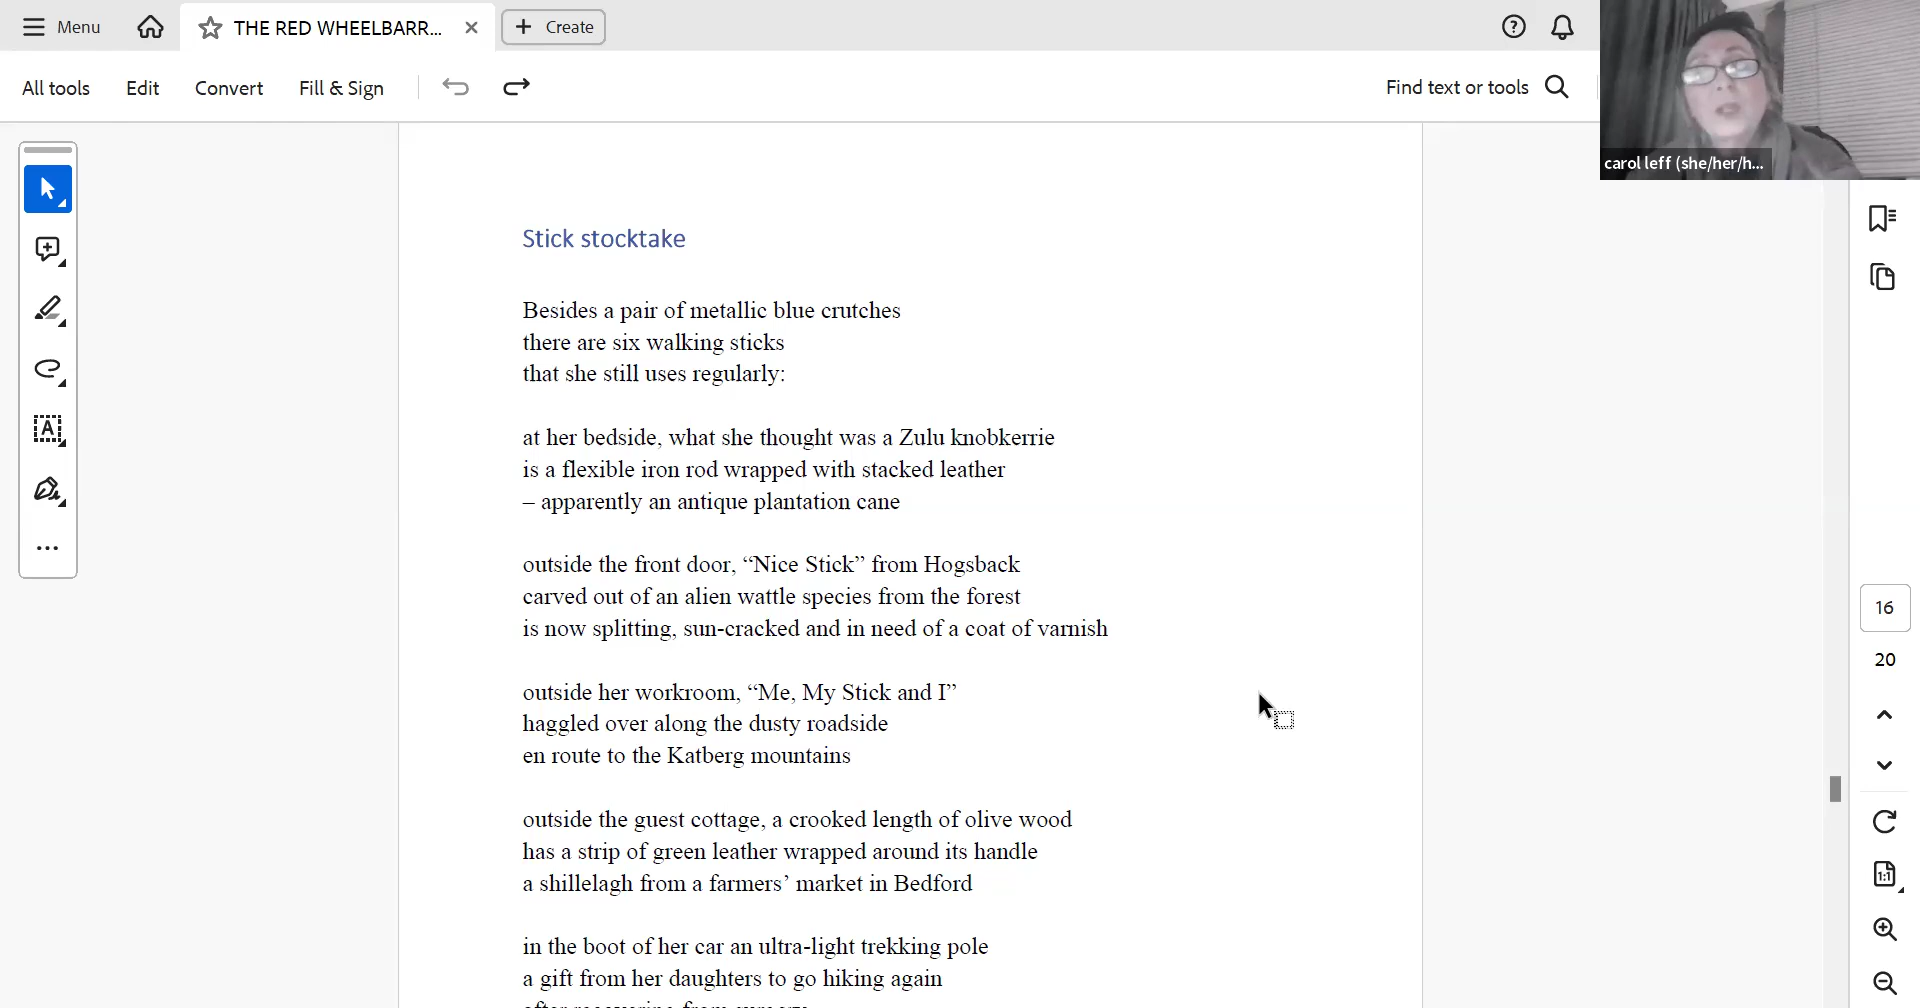 Menu
THE RED WHEELBARR...
Create
All tools
Edit
Convert
Fill & Sign
Find text or tools
carol leff (she/her/h...
Stick stocktake
Besides a pair of metallic blue crutches
there are six walking sticks
that she still uses regularly:
at her bedside, what she thought was a Zulu knobkerrie
is a flexible iron rod wrapped with stacked leather
– apparently an antique plantation cane
outside the front door, “Nice Stick” from Hogsback
carved out of an alien wattle species from the forest
is now splitting, sun-cracked and in need of a coat of varnish
outside her workroom, “Me, My Stick and I”
haggled over along the dusty roadside
en route to the Katberg mountains
outside the guest cottage, a crooked length of olive wood
has a strip of green leather wrapped around its handle
a shillelagh from a farmers’ market in Bedford
in the boot of her car an ultra-light trekking pole
a gift from her daughters to go hiking again
after recovering from surgery
16
20
1:1